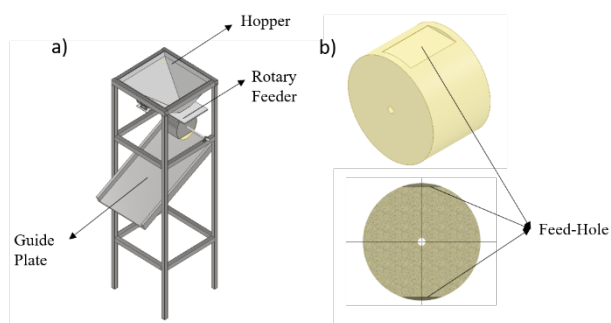 a)
Hopper
Rotary
Feeder
Guide
Plate
b)
Feed-Hole